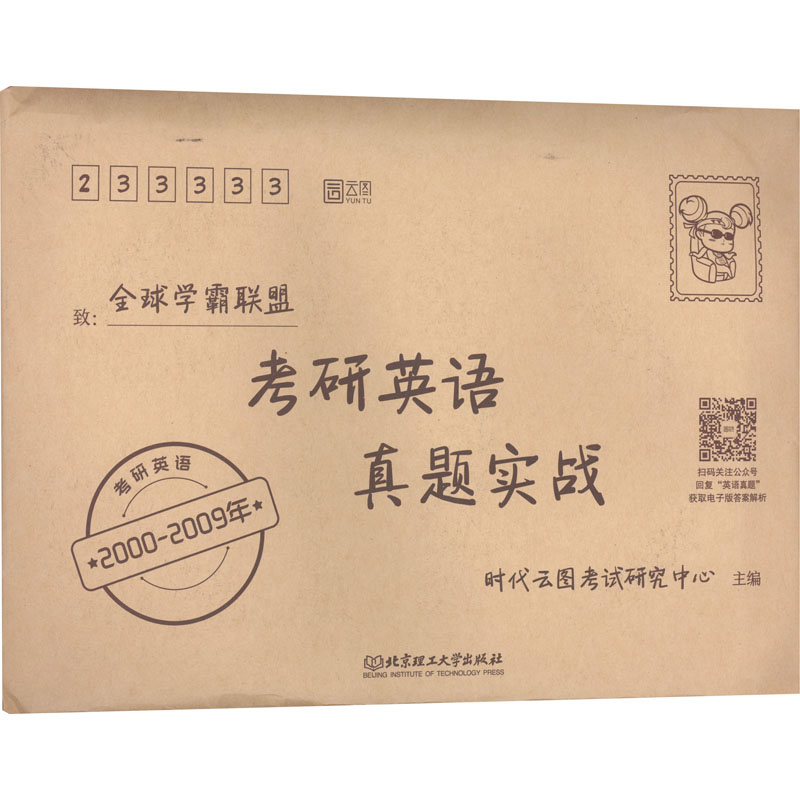 2 3 3 3 3 3
云图
YUN TU
致: 全球学霸联盟
考研英语
真题实战
考研英语
2000-2009年
扫码关注公众号
回复“英语真题”
获取电子版答案解析
时代云图考试研究中心 主编
北京理工大学出版社
BEIJING INSTITUTE OF TECHNOLOGY PRESS